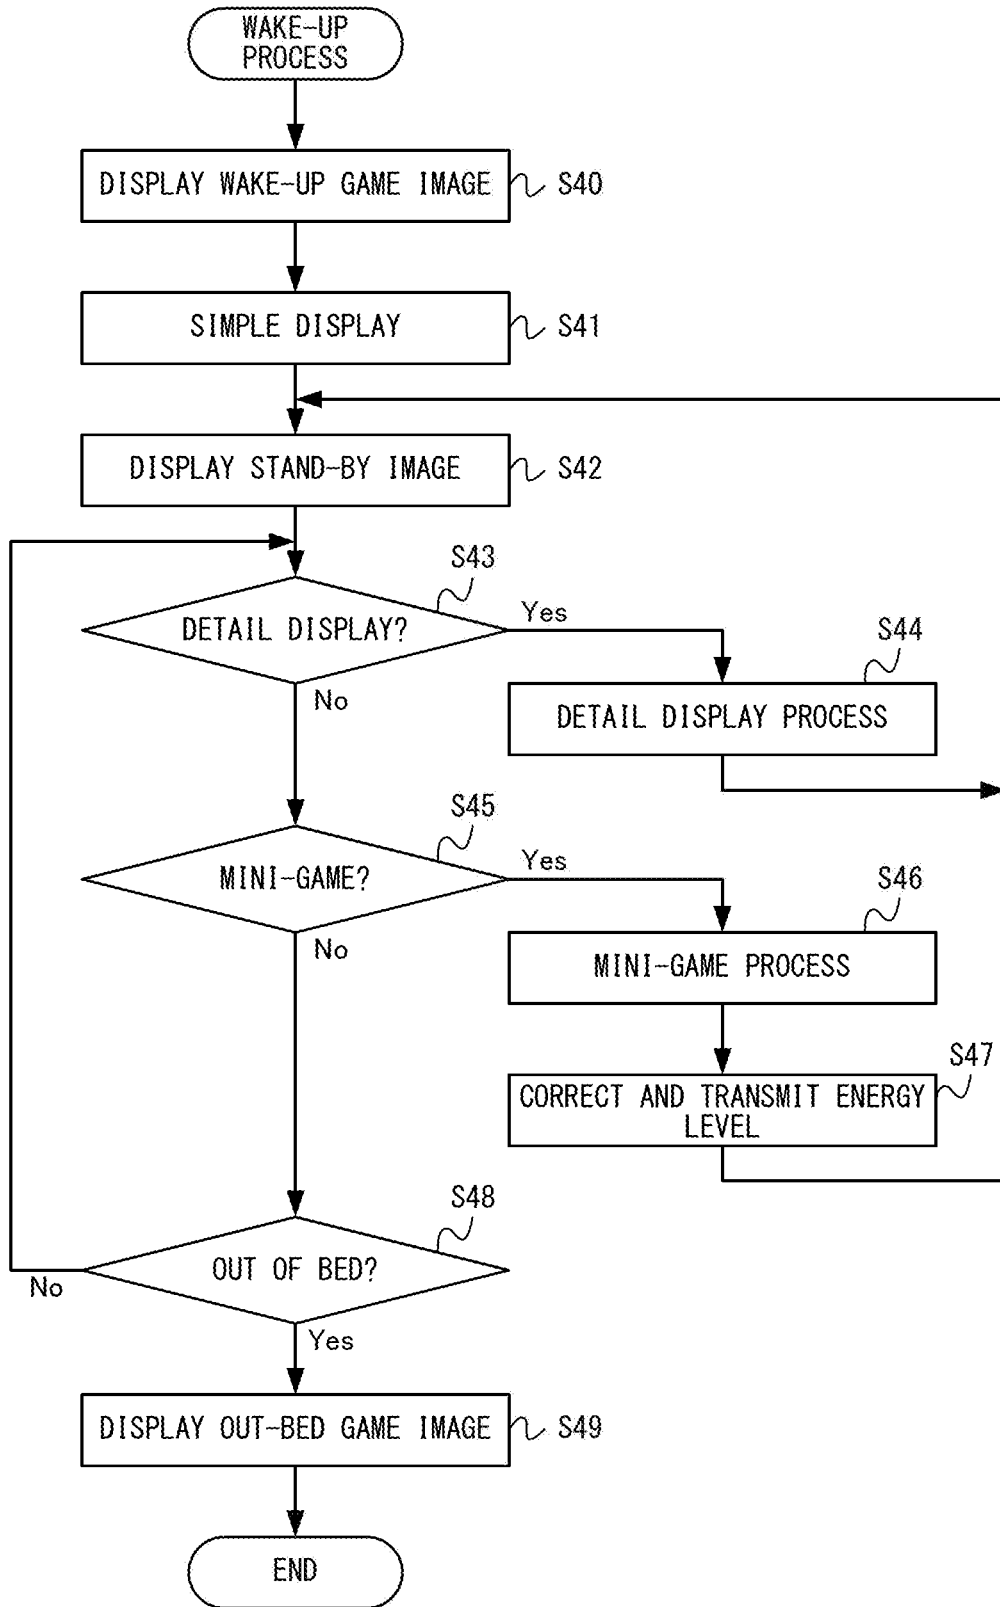 WAKE-UP
PROCESS
DISPLAY WAKE-UP GAME IMAGE
S40
SIMPLE DISPLAY
S41
DISPLAY STAND-BY IMAGE
S42
S43
DETAIL DISPLAY?
Yes
No
S44
DETAIL DISPLAY PROCESS
S45
MINI-GAME?
Yes
No
S46
MINI-GAME PROCESS
S47
CORRECT AND TRANSMIT ENERGY
LEVEL
S48
OUT OF BED?
No
Yes
DISPLAY OUT-BED GAME IMAGE
S49
END